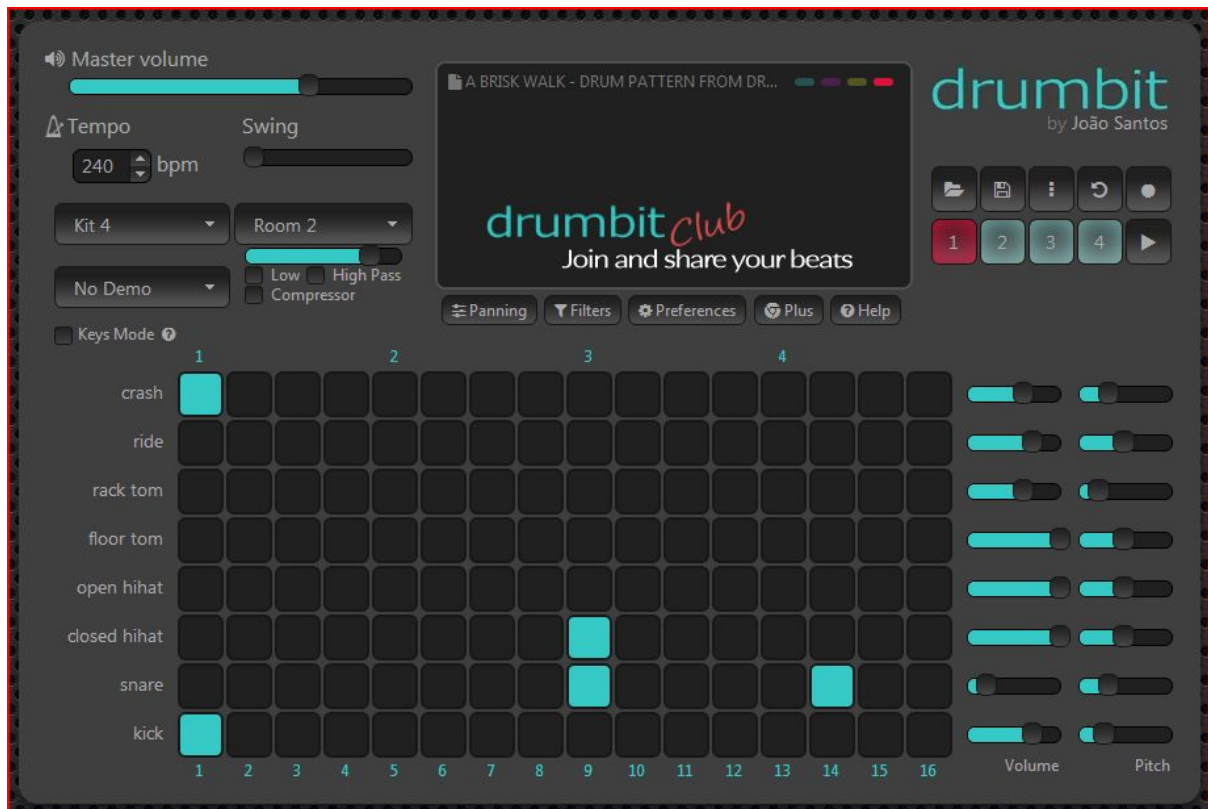 Master volume
A BRISK WALK - DRUM PATTERN FROM DR...
drumbit
by João Santos
Tempo
Swing
240 bpm
Kit 4
Room 2
Low High Pass
Compressor
No Demo
Keys Mode
drumbit Club
Join and share your beats
1 2 3 4
Panning Filters Preferences Plus Help
1 2 3 4
crash
ride
rack tom
floor tom
open hihat
closed hihat
snare
kick
1 2 3 4 5 6 7 8 9 10 11 12 13 14 15 16
Volume Pitch